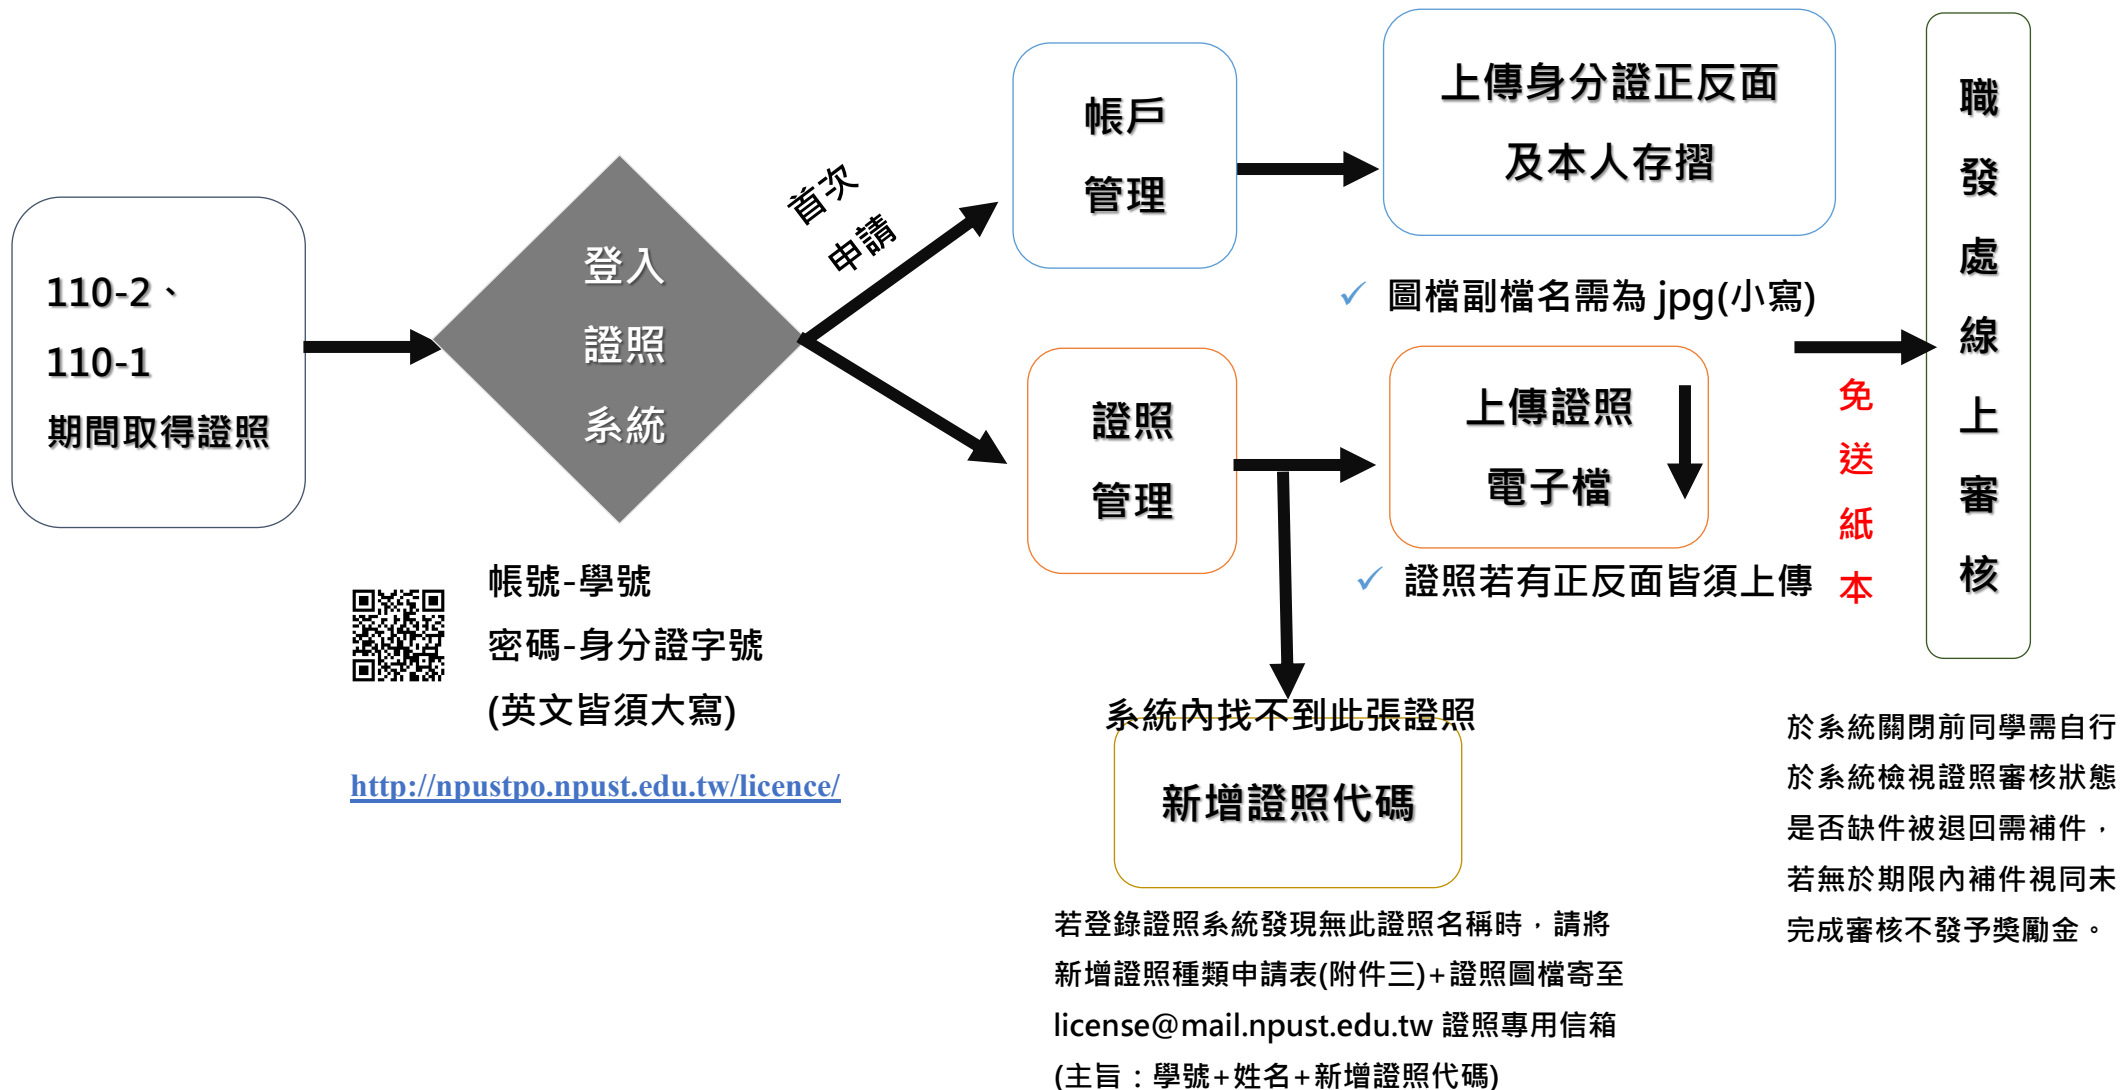 110-2、
110-1
期間取得證照
登入
證照
系統
帳號-學號
密碼-身分證字號
(英文皆須大寫)
http://npustpo.npust.edu.tw/licence/
首次
申請
帳戶
管理
上傳身分證正反面
及本人存摺
✓ 圖檔副檔名需為 jpg(小寫)
證照
管理
上傳證照
電子檔
✓ 證照若有正反面皆須上傳
系統內找不到此張證照
新增證照代碼
若登錄證照系統發現無此證照名稱時，請將
新增證照種類申請表(附件三)+證照圖檔寄至
license@mail.npust.edu.tw 證照專用信箱
(主旨：學號+姓名+新增證照代碼)
免
送
紙
本
職
發
處
線
上
審
核
於系統關閉前同學需自行
於系統檢視證照審核狀態
是否缺件被退回需補件，
若無於期限內補件視同未
完成審核不發予獎勵金。